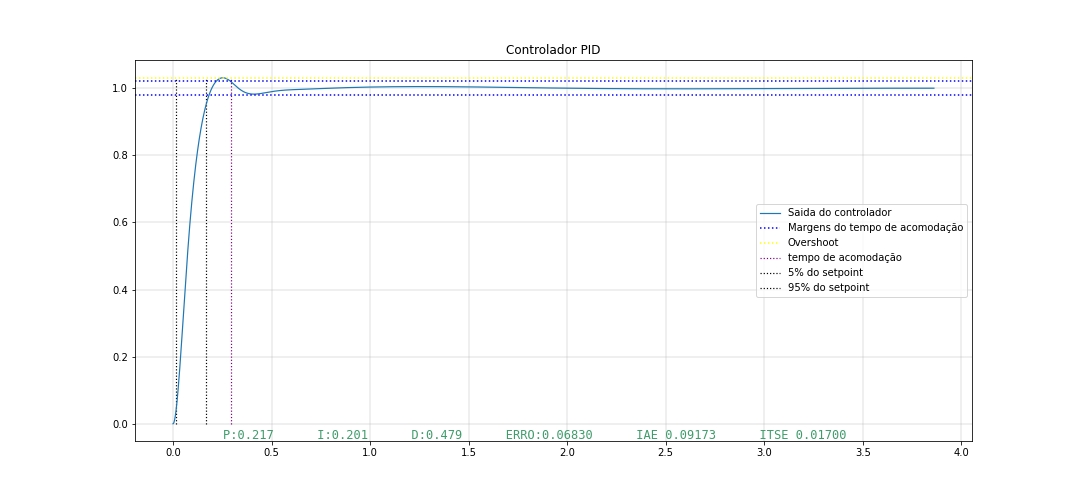 Controlador PID
1.0
0.8
0.6
0.4
0.2
0.0
Saida do controlador
Margens do tempo de acomodação
Overshoot
tempo de acomodação
5% do setpoint
95% do setpoint
P:0.217 I:0.201 D:0.479 ERRO:0.06830 IAE 0.09173 ITSE 0.01700
0.0 0.5 1.0 1.5 2.0 2.5 3.0 3.5 4.0